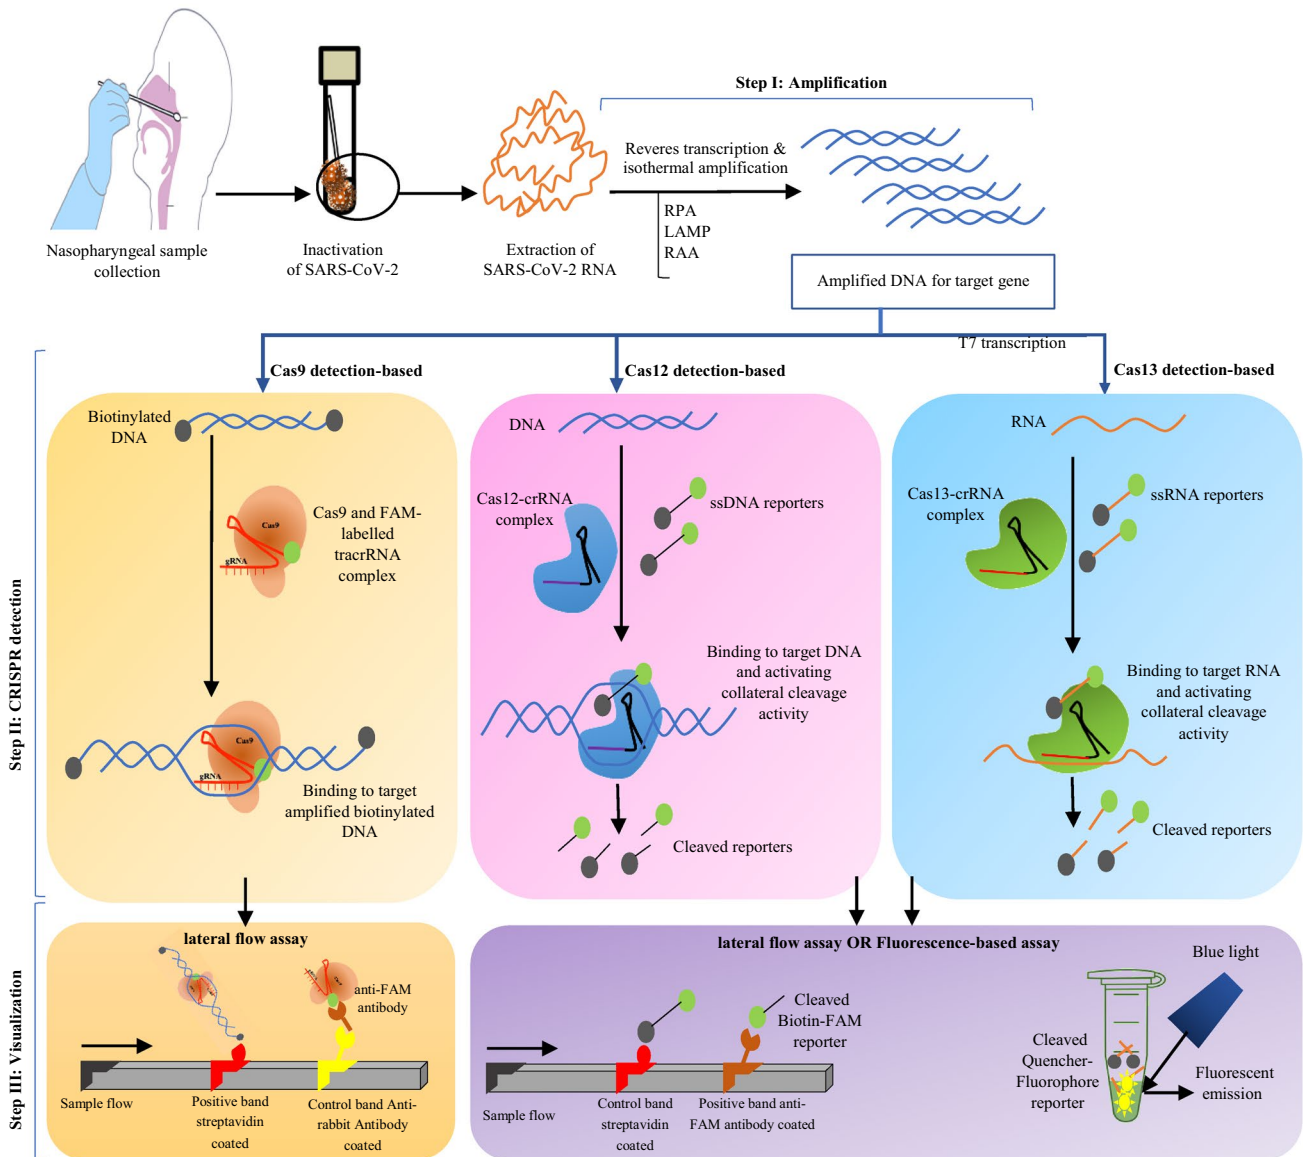 Step I: Amplification
Reveres transcription &
isothermal amplification
RPA
LAMP
RAA
Nasopharyngeal sample
collection
Inactivation
of SARS-CoV-2
Extraction of
SARS-CoV-2 RNA
Amplified DNA for target gene
T7 transcription
Step II: CRISPR detection
Cas9 detection-based
Biotinylated
DNA
Cas9
gRNA
Cas9 and FAM-
labelled
tracrRNA
complex
Cas9
gRNA
Binding to target
amplified biotinylated
DNA
Cas12 detection-based
DNA
Cas12-crRNA
complex
ssDNA reporters
Binding to target DNA
and activating
collateral cleavage
activity
Cleaved reporters
Cas13 detection-based
RNA
Cas13-crRNA
complex
ssRNA reporters
Binding to target RNA
and activating
collateral cleavage
activity
Cleaved reporters
Step III: Visualization
lateral flow assay
anti-FAM
antibody
Sample flow
Positive band
streptavidin
coated
Control band Anti-
rabbit Antibody
coated
lateral flow assay OR Fluorescence-based assay
Cleaved
Biotin-FAM
reporter
Sample flow
Control band
streptavidin
coated
Positive band anti-
FAM antibody coated
Blue light
Cleaved
Quencher-
Fluorophore
reporter
Fluorescent
emission